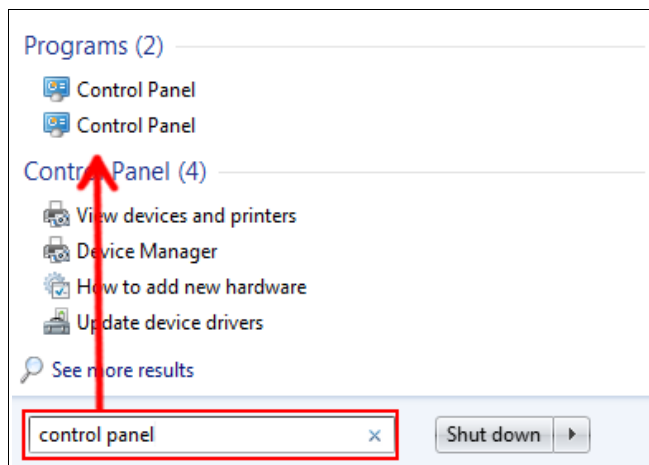 Programs (2)
Control Panel
Control Panel
Control Panel (4)
View devices and printers
Device Manager
How to add new hardware
Update device drivers
See more results
control panel
Shut down